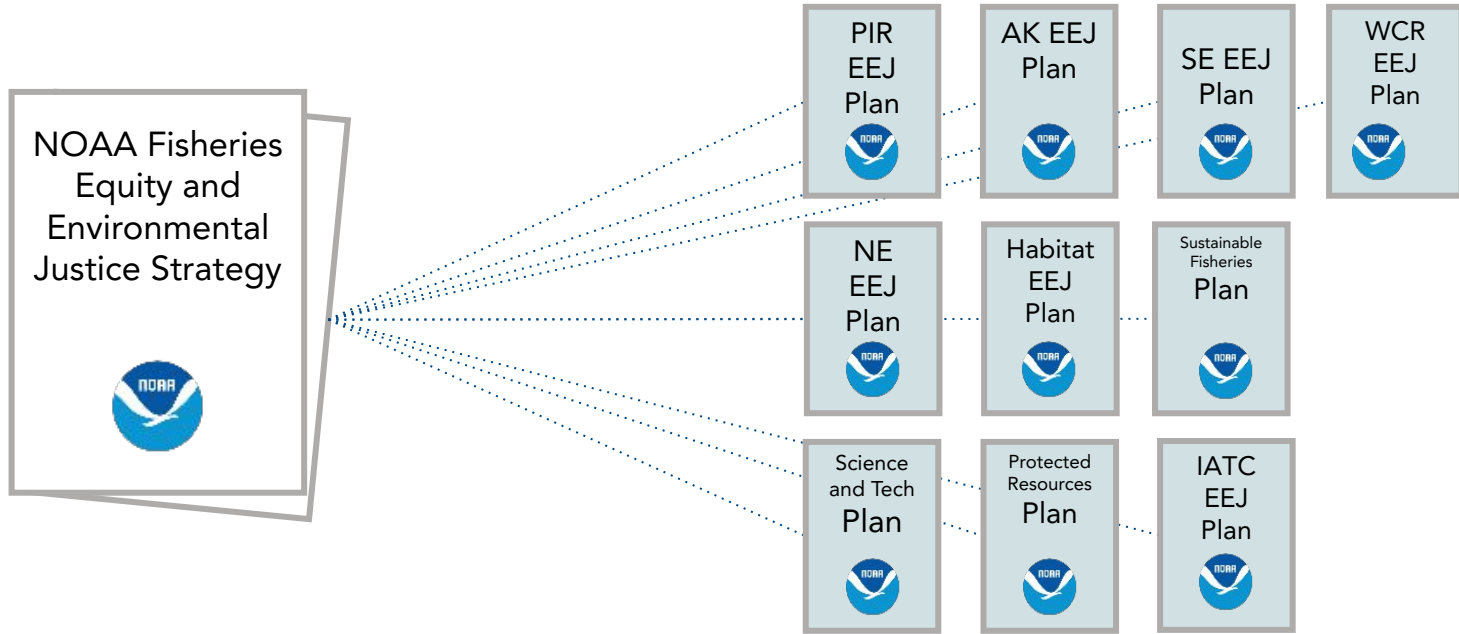 NOAA Fisheries
Equity and
Environmental
Justice Strategy
NOAA
PIR
EEJ
Plan
NOAA
AK EEJ
Plan
NOAA
SE EEJ
Plan
NOAA
WCR
EEJ
Plan
NOAA
NE
EEJ
Plan
NOAA
Habitat
EEJ
Plan
NOAA
Sustainable
Fisheries
Plan
NOAA
Science
and Tech
Plan
NOAA
Protected
Resources
Plan
NOAA
IATC
EEJ
Plan
NOAA